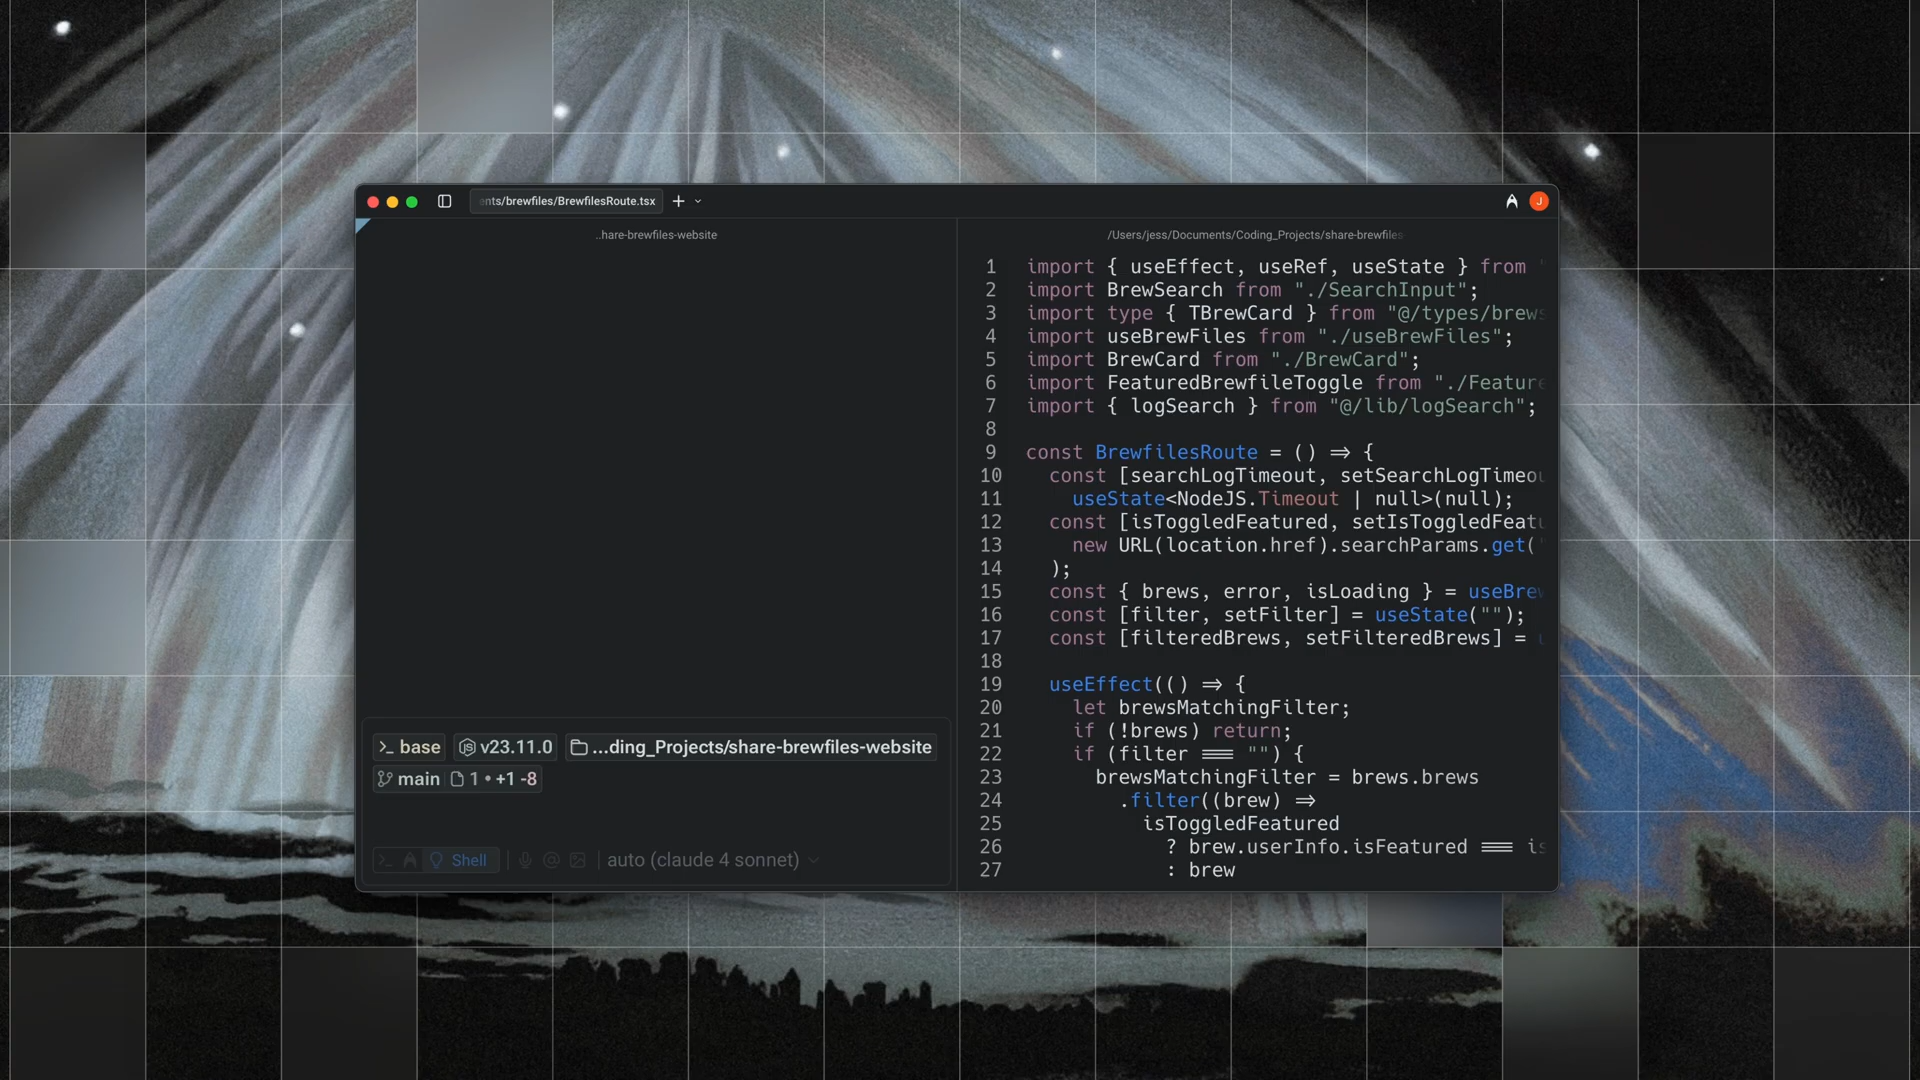 ents/brewfiles/BrewfilesRoute.tsx
J
..hare-brewfiles-website
>_ base
JS v23.11.0
...ding_Projects/share-brewfiles-website
main
1 • +1 -8
Shell
auto (claude 4 sonnet)
/Users/jess/Documents/Coding_Projects/share-brewfiles
1 import { useEffect, useRef, useState } from "
2 import BrewSearch from "./SearchInput";
3 import type { TBrewCard } from "@/types/brews
4 import useBrewFiles from "./useBrewFiles";
5 import BrewCard from "./BrewCard";
6 import FeaturedBrewfileToggle from "./Feature
7 import { logSearch } from "@/lib/logSearch";
8
9 const BrewfilesRoute = () => {
10 const [searchLogTimeout, setSearchLogTimeou
11 useState<NodeJS.Timeout | null>(null);
12 const [isToggledFeatured, setIsToggledFeatu
13 new URL(location.href).searchParams.get("
14 );
15 const { brews, error, isLoading } = useBrew
16 const [filter, setFilter] = useState("");
17 const [filteredBrews, setFilteredBrews] = u
18
19 useEffect(() => {
20 let brewsMatchingFilter;
21 if (!brews) return;
22 if (filter === "") {
23 brewsMatchingFilter = brews.brews
24 .filter((brew) =>
25 isToggledFeatured
26 ? brew.userInfo.isFeatured === is
27 : brew